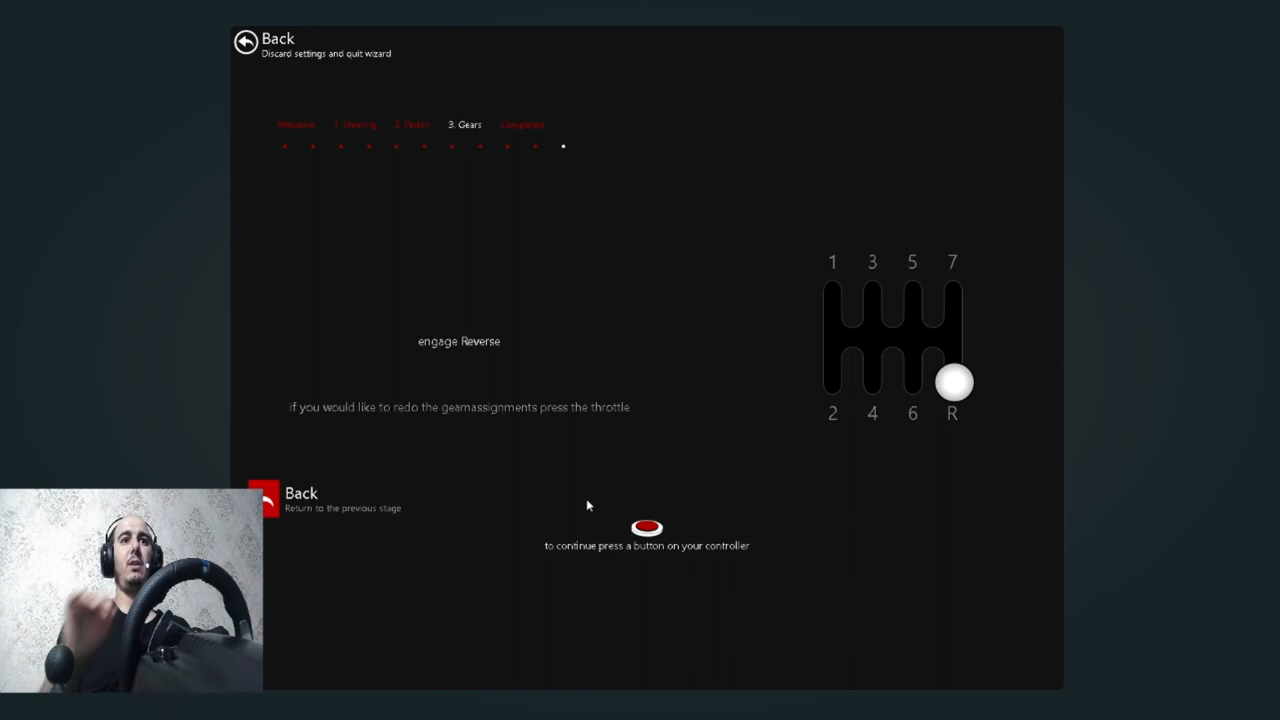 Back
Discard settings and quit wizard
Welcome 1. Steering 2. Pedals 3. Gears Completed
1 3 5 7
engage Reverse
if you would like to redo the gearnassignments press the throttle
2 4 6 R
Back
Return to the previous stage
to continue press a button on your controller